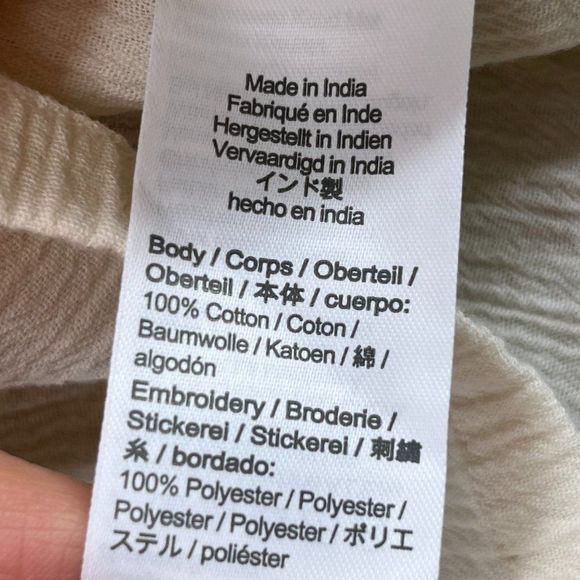 Made in India
Fabriqué en Inde
Hergestellt in Indien
Vervaardigd in India
インド製
hecho en india
Body / Corps / Oberteil /
Oberteil / 本体 / cuerpo:
100% Cotton / Coton /
Baumwolle / Katoen / 綿 /
algodón
Embroidery / Broderie /
Stickerei / Stickerei / 刺繍
糸 / bordado:
100% Polyester / Polyester /
Polyester / Polyester / ポリエ
ステル / poliéster